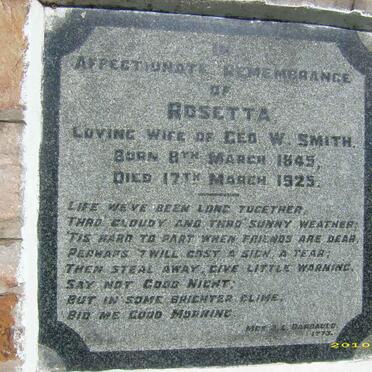 IN
AFFECTIONATE REMEMBRANCE
OF
ROSETTA
LOVING WIFE OF GEO W. SMITH.
BORN 8TH MARCH 1849,
DIED 17TH MARCH 1925.
LIFE WE'VE BEEN LONG TOGETHER,
THRO CLOUDY AND THRO SUNNY WEATHER;
'TIS HARD TO PART WHEN FRIENDS ARE DEAR,
PERHAPS 'TWILL COST A SIGH, A TEAR;
THEN STEAL AWAY, GIVE LITTLE WARNING,
SAY NOT GOOD NIGHT;
BUT IN SOME BRIGHTER CLIME,
BID ME GOOD MORNING
MRS A. L. BARBAULD
1773.
2010